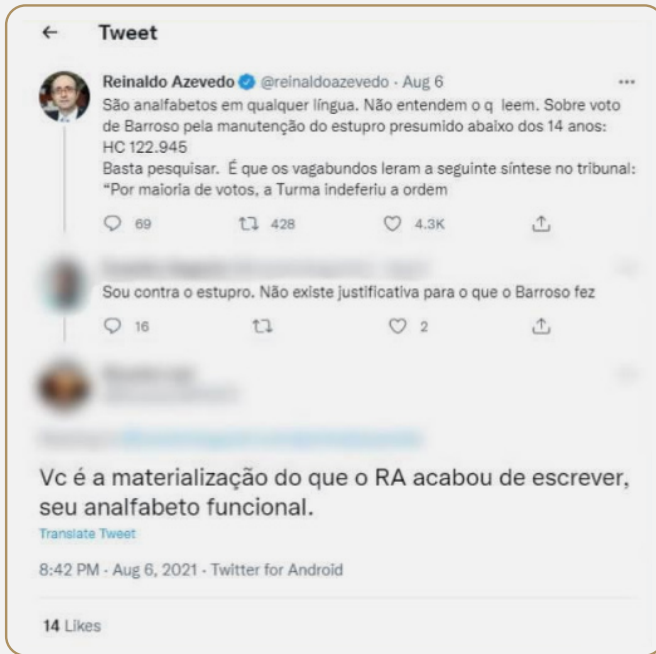 Tweet
Reinaldo Azevedo @reinaldoazevedo · Aug 6
São analfabetos em qualquer língua. Não entendem o q leem. Sobre voto
de Barroso pela manutenção do estupro presumido abaixo dos 14 anos:
HC 122.945
Basta pesquisar. É que os vagabundos leram a seguinte síntese no tribunal:
“Por maioria de votos, a Turma indeferiu a ordem
69 428 4.3K
Sou contra o estupro. Não existe justificativa para o que o Barroso fez
16 2
Vc é a materialização do que o RA acabou de escrever,
seu analfabeto funcional.
Translate Tweet
8:42 PM · Aug 6, 2021 · Twitter for Android
14 Likes